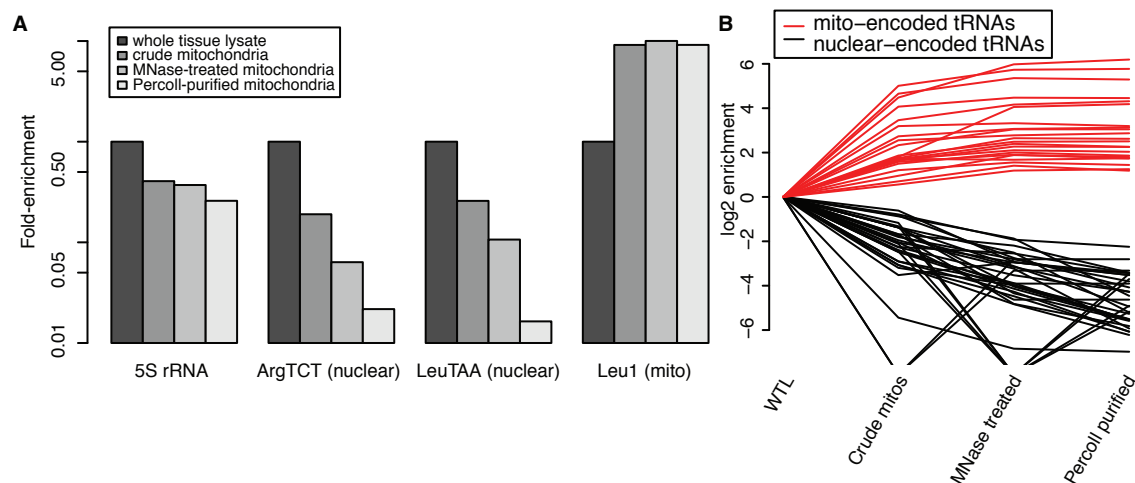 A
whole tissue lysate
crude mitochondria
MNase-treated mitochondria
Percoll-purified mitochondria
Fold-enrichment
5.00
0.50
0.05
0.01
5S rRNA
ArgTCT (nuclear)
LeuTAA (nuclear)
Leu1 (mito)
B
mito-encoded tRNAs
nuclear-encoded tRNAs
log2 enrichment
6
4
2
0
−2
−4
−6
WTL
Crude mitos
MNase treated
Percoll purified